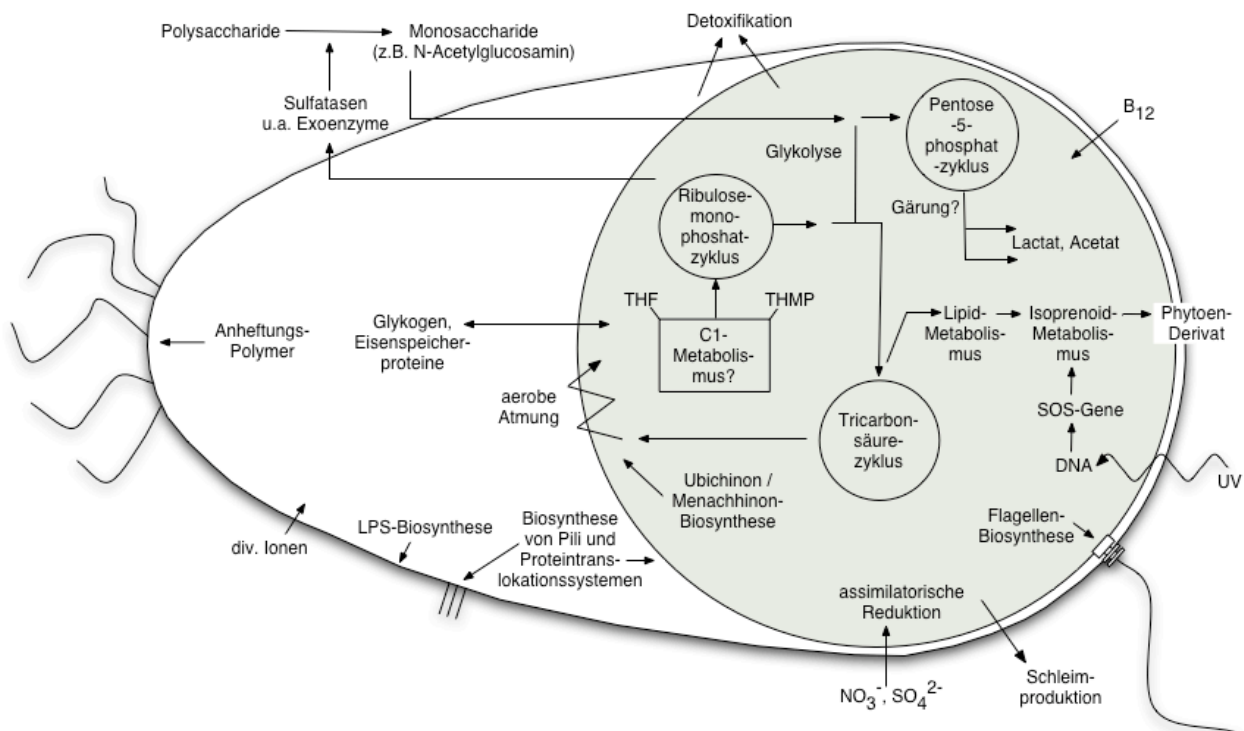 Detoxifikation
Polysaccharide
Monosaccharide
(z.B. N-Acetylglucosamin)
Sulfatasen
u.a. Exoenzyme
Pentose
-5-
phosphat
-zyklus
B12
Glykolyse
Ribulose-
mono-
phoshat-
zyklus
Gärung?
Lactat, Acetat
THF
THMP
C1-
Metabolis-
mus?
Anheftungs-
Polymer
Glykogen,
Eisenspeicher-
proteine
Lipid-
Metabolis-
mus
Isoprenoid-
Metabolis-
mus
Phytoen-
Derivat
aerobe
Atmung
Tricarbon-
säure-
zyklus
SOS-Gene
DNA
UV
Ubichinon /
Menachhinon-
Biosynthese
Flagellen-
Biosynthese
div. Ionen
LPS-Biosynthese
Biosynthese
von Pili und
Proteintrans-
lokationssystemen
assimilatorische
Reduktion
NO3-, SO42-
Schleim-
produktion